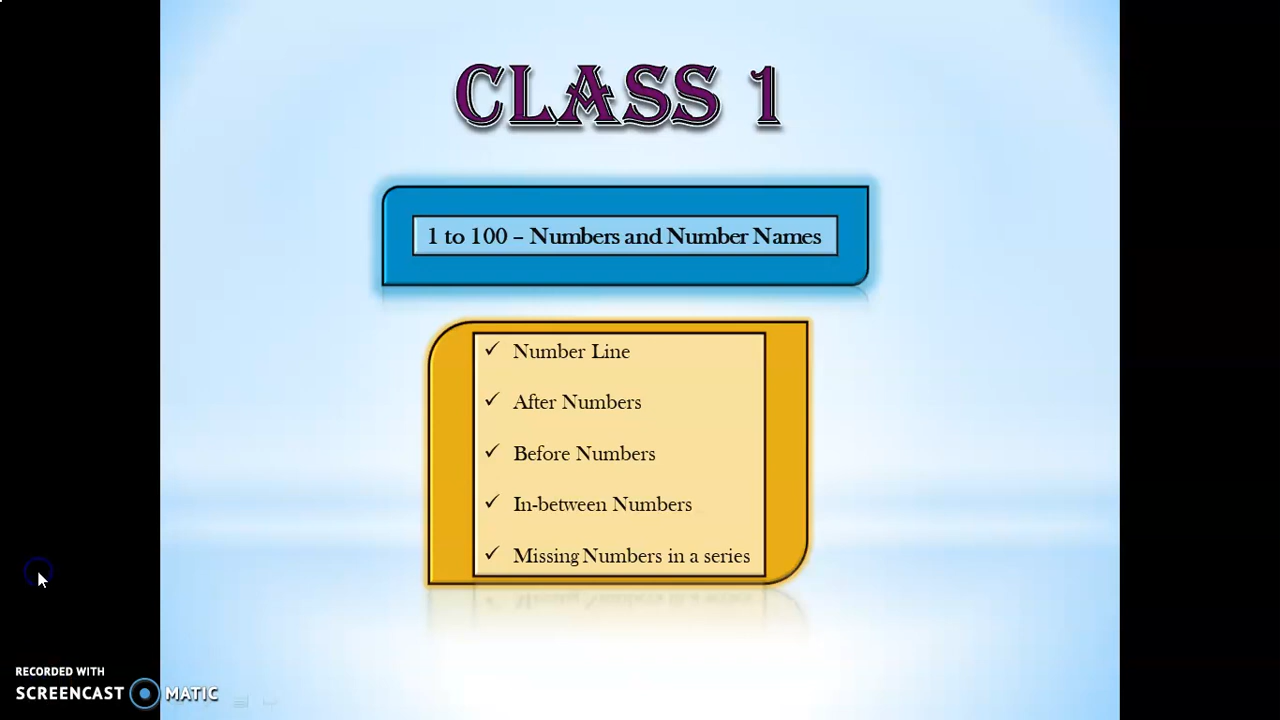 CLASS 1
1 to 100 – Numbers and Number Names
✓ Number Line
✓ After Numbers
✓ Before Numbers
✓ In-between Numbers
✓ Missing Numbers in a series
RECORDED WITH
SCREENCAST MATIC